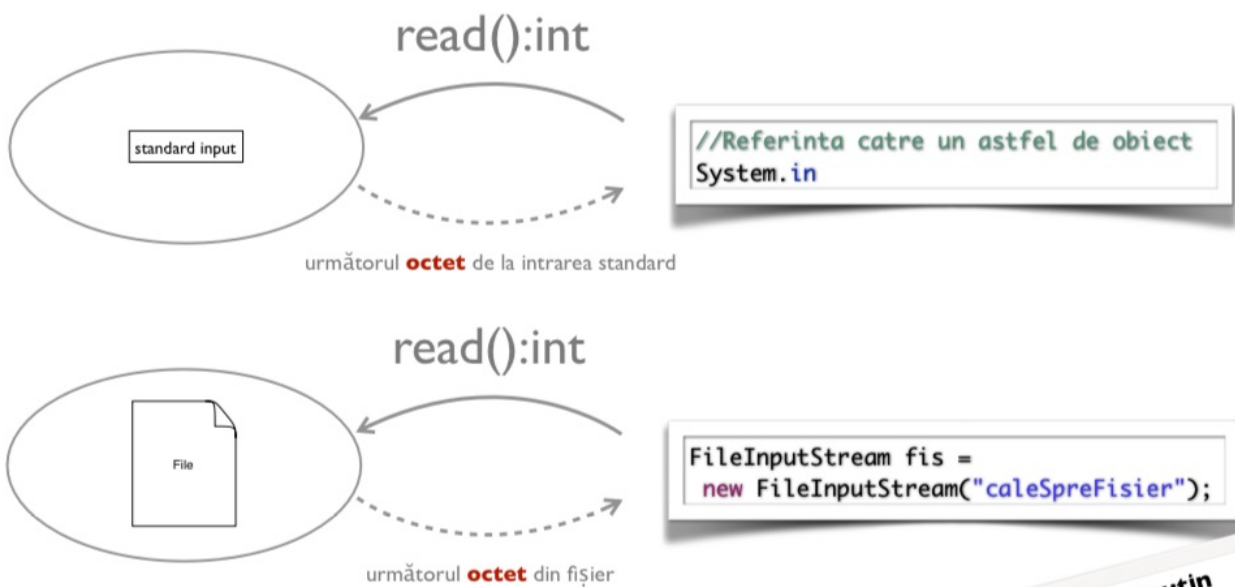 read():int
standard input
//Referinta catre un astfel de obiect
System.in
următorul octet de la intrarea standard
read():int
File
FileInputStream fis =
new FileInputStream("caleSpreFisier");
următorul octet din fișier